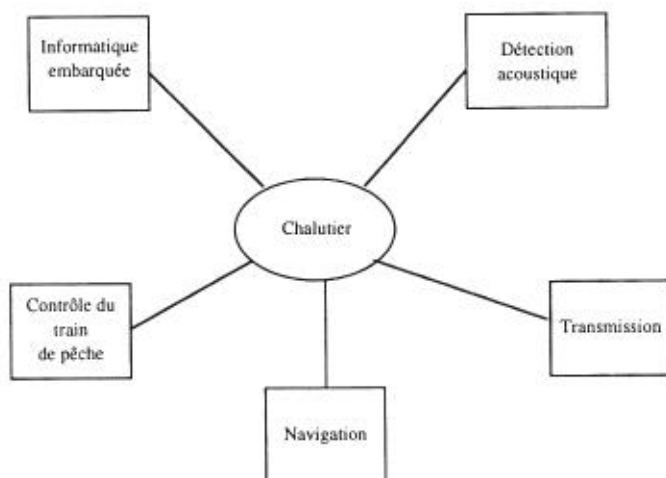 Informatique
embarquée
Détection
acoustique
Chalutier
Contrôle du
train
de pêche
Transmission
Navigation